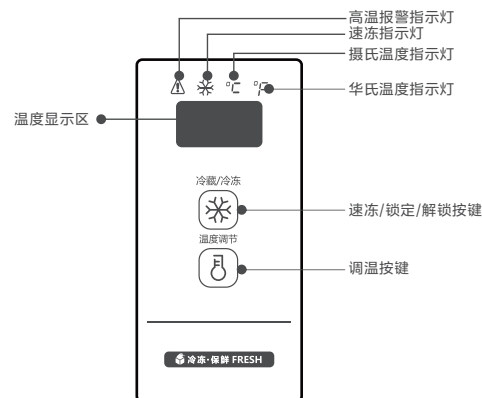 高温报警指示灯
速冻指示灯
摄氏温度指示灯
°C °F
华氏温度指示灯
温度显示区
冷藏/冷冻
速冻/锁定/解锁按键
温度调节
调温按键
冷冻·保鲜 FRESH